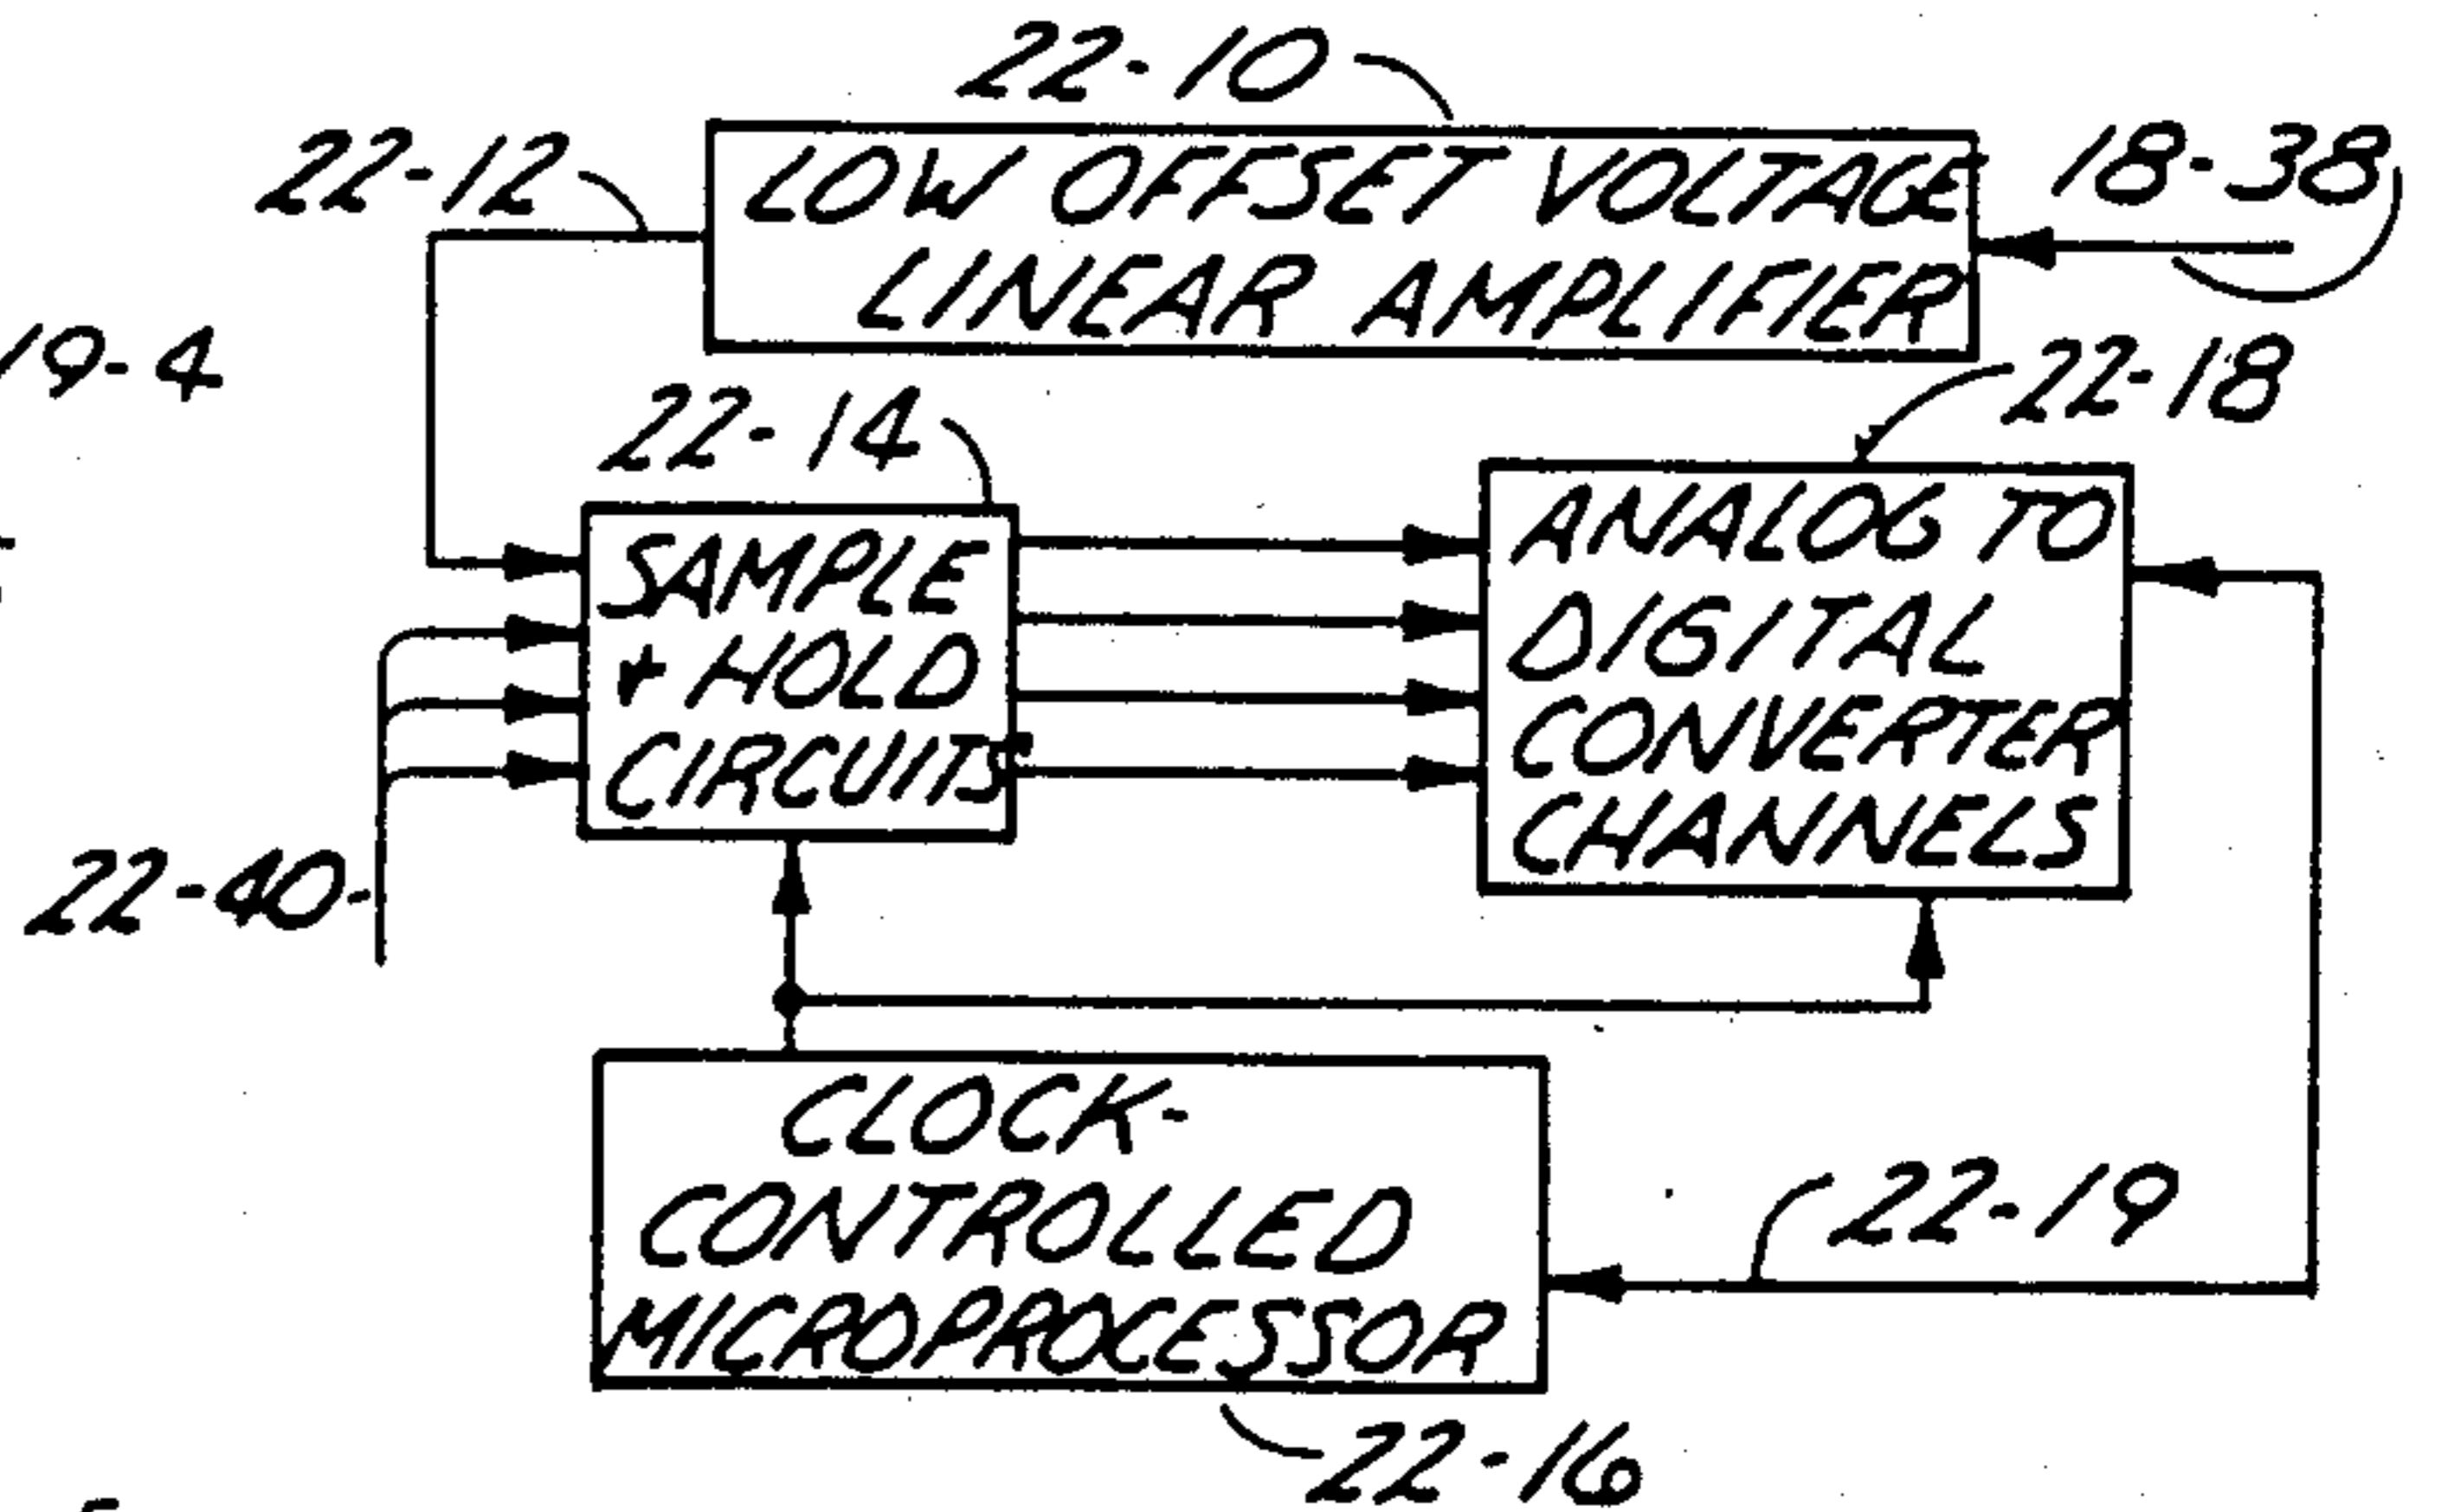 22-10
22-12
LOW OFFSET VOLTAGE
LINEAR AMPLIFIER
18-38
19-4
22-14
22-18
SAMPLE
+ HOLD
CIRCUITS
ANALOG TO
DIGITAL
CONVERTER
CHANNELS
22-40
CLOCK-
CONTROLLED
MICROPROCESSOR
22-19
22-16